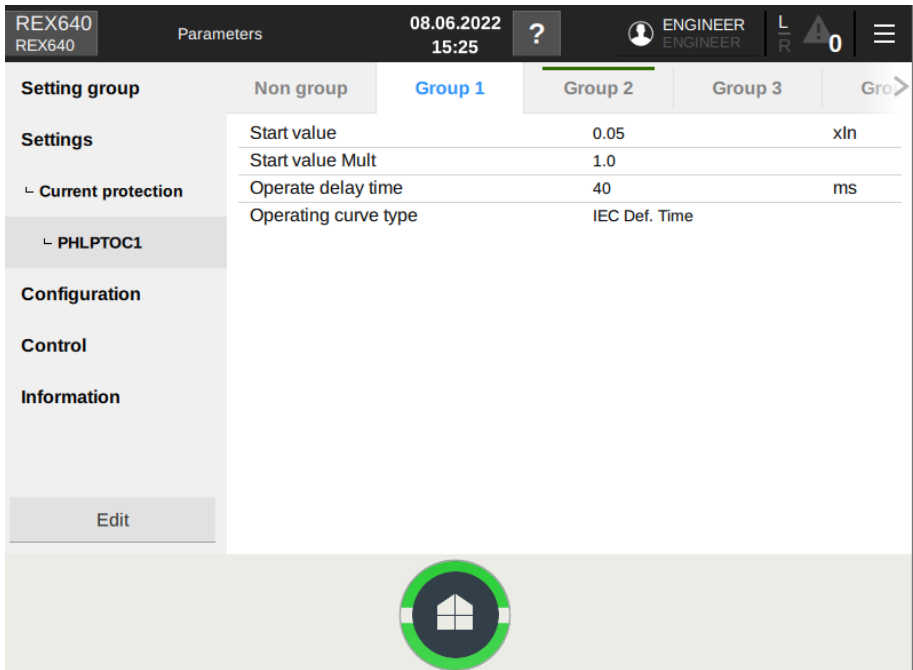 REX640
REX640
Parameters
08.06.2022
15:25
?
ENGINEER
ENGINEER
L
R
0
Setting group
Settings
Current protection
PHLPTOC1
Configuration
Control
Information
Edit
Non group
Group 1
Group 2
Group 3
Gro
Start value 0.05 xIn
Start value Mult 1.0
Operate delay time 40 ms
Operating curve type IEC Def. Time